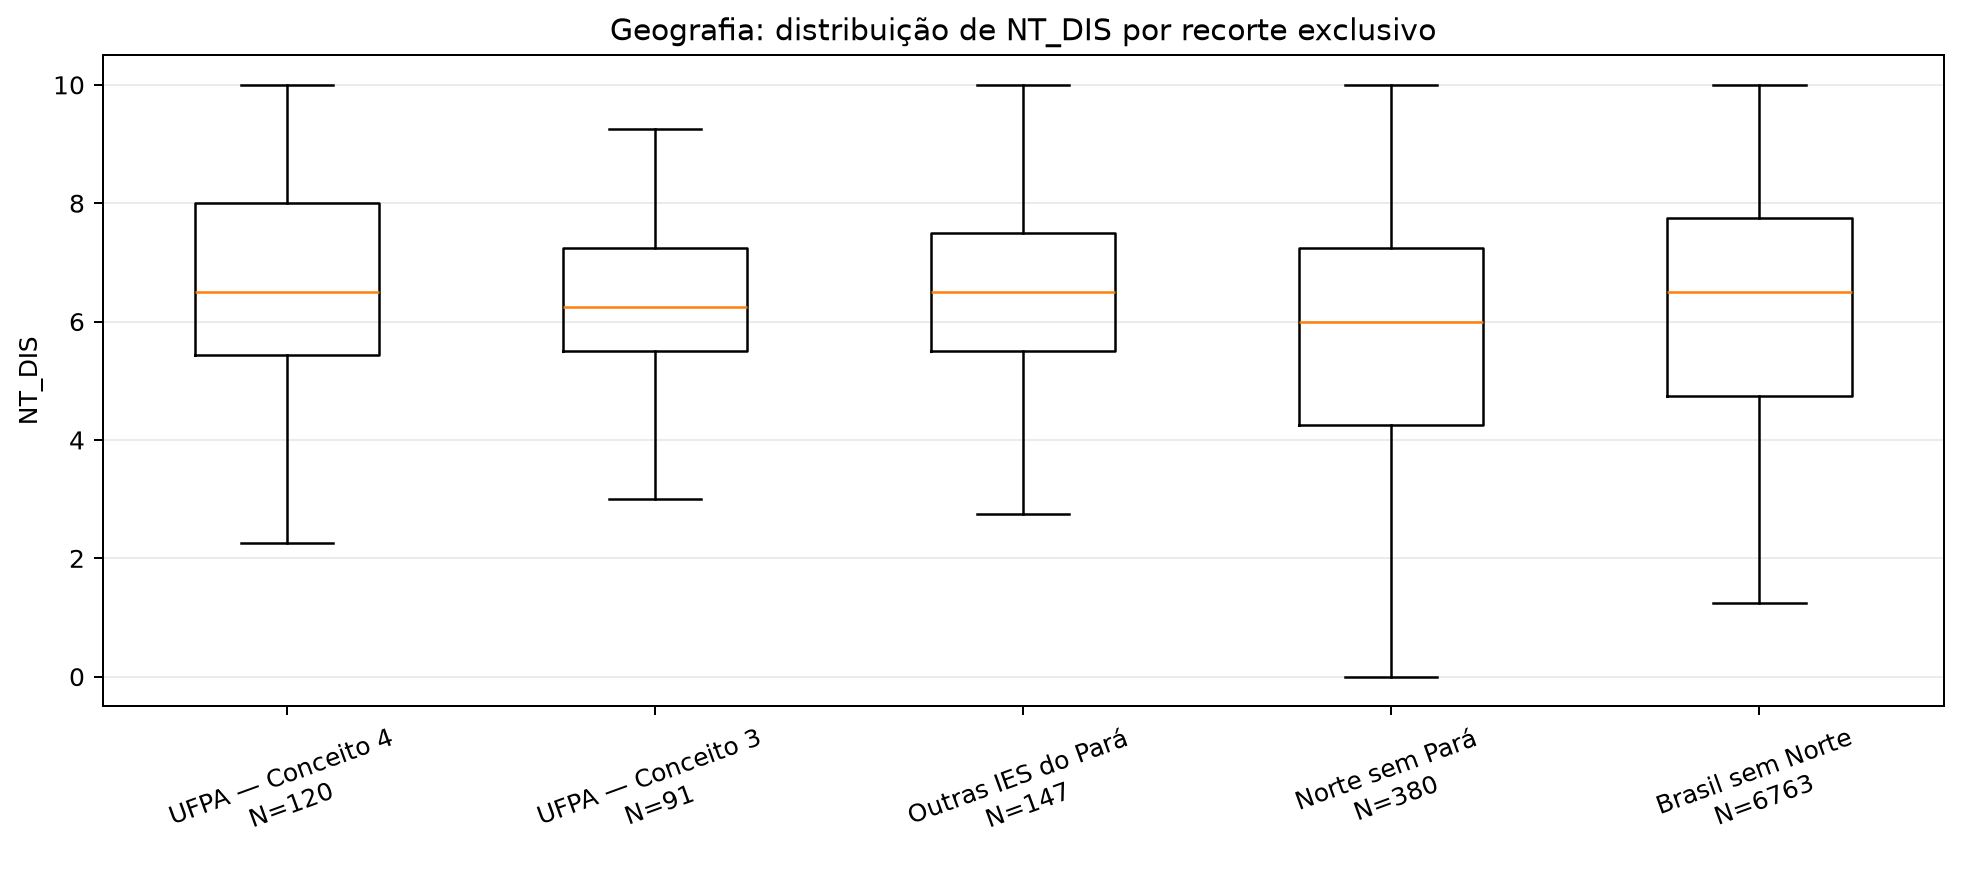 Geografia: distribuição de NT_DIS por recorte exclusivo
NT_DIS
10
8
6
4
2
0
UFPA — Conceito 4
N=120
UFPA — Conceito 3
N=91
Outras IES do Pará
N=147
Norte sem Pará
N=380
Brasil sem Norte
N=6763